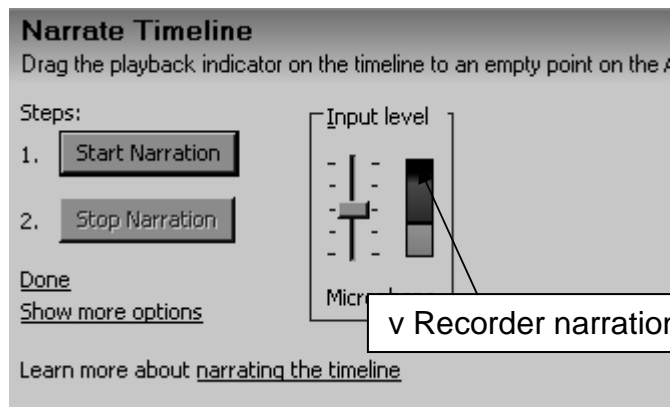 Narrate Timeline
Drag the playback indicator on the timeline to an empty point on the
Steps:
Input level
1. Start Narration
2. Stop Narration
Done
Show more options
v Recorder narration
Learn more about narrating the timeline